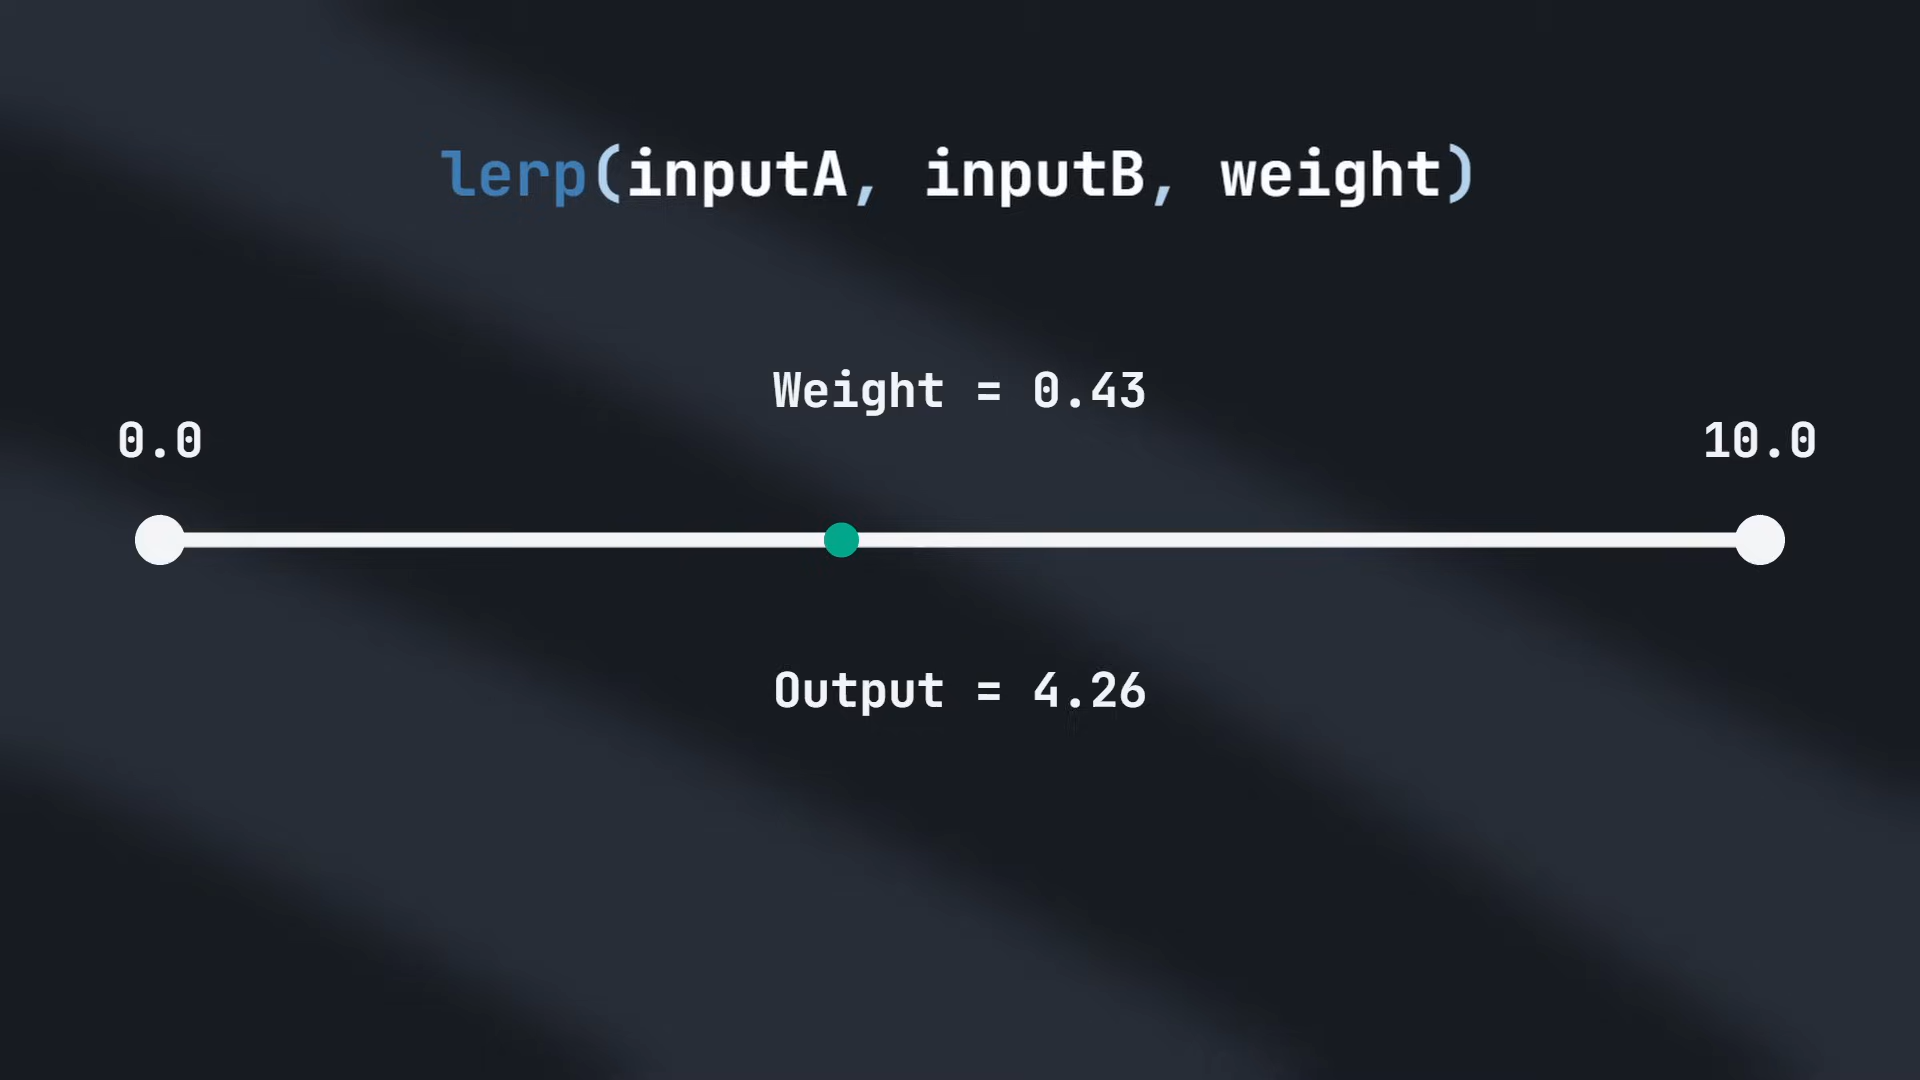 lerp(inputA, inputB, weight)
Weight = 0.43
0.0
10.0
Output = 4.26